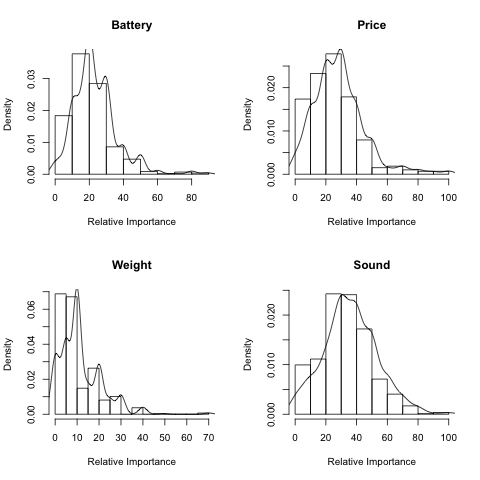 Battery
Density
0.00 0.01 0.02 0.03
0 20 40 60 80
Relative Importance
Price
Density
0.000 0.010 0.020
0 20 40 60 80 100
Relative Importance
Weight
Density
0.00 0.02 0.04 0.06
0 10 20 30 40 50 60 70
Relative Importance
Sound
Density
0.000 0.010 0.020
0 20 40 60 80 100
Relative Importance